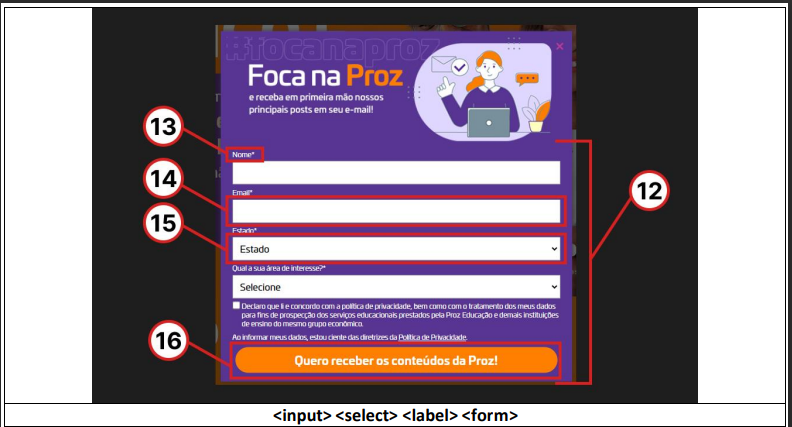 #focanaproz
Foca na Proz
e receba em primeira mão nossos
principais posts em seu e-mail!
13
Nome*
14
Email*
12
15
Estado*
Estado
Qual a sua área de interesse?*
Selecione
Declaro que li e concordo com a política de privacidade, bem como com o tratamento dos meus dados
para fins de prospecção dos serviços educacionais prestados pela Proz Educação e demais instituições
de ensino do mesmo grupo econômico.
Ao informar meus dados, estou ciente das diretrizes da Política de Privacidade.
16
Quero receber os conteúdos da Proz!
<input> <select> <label> <form>